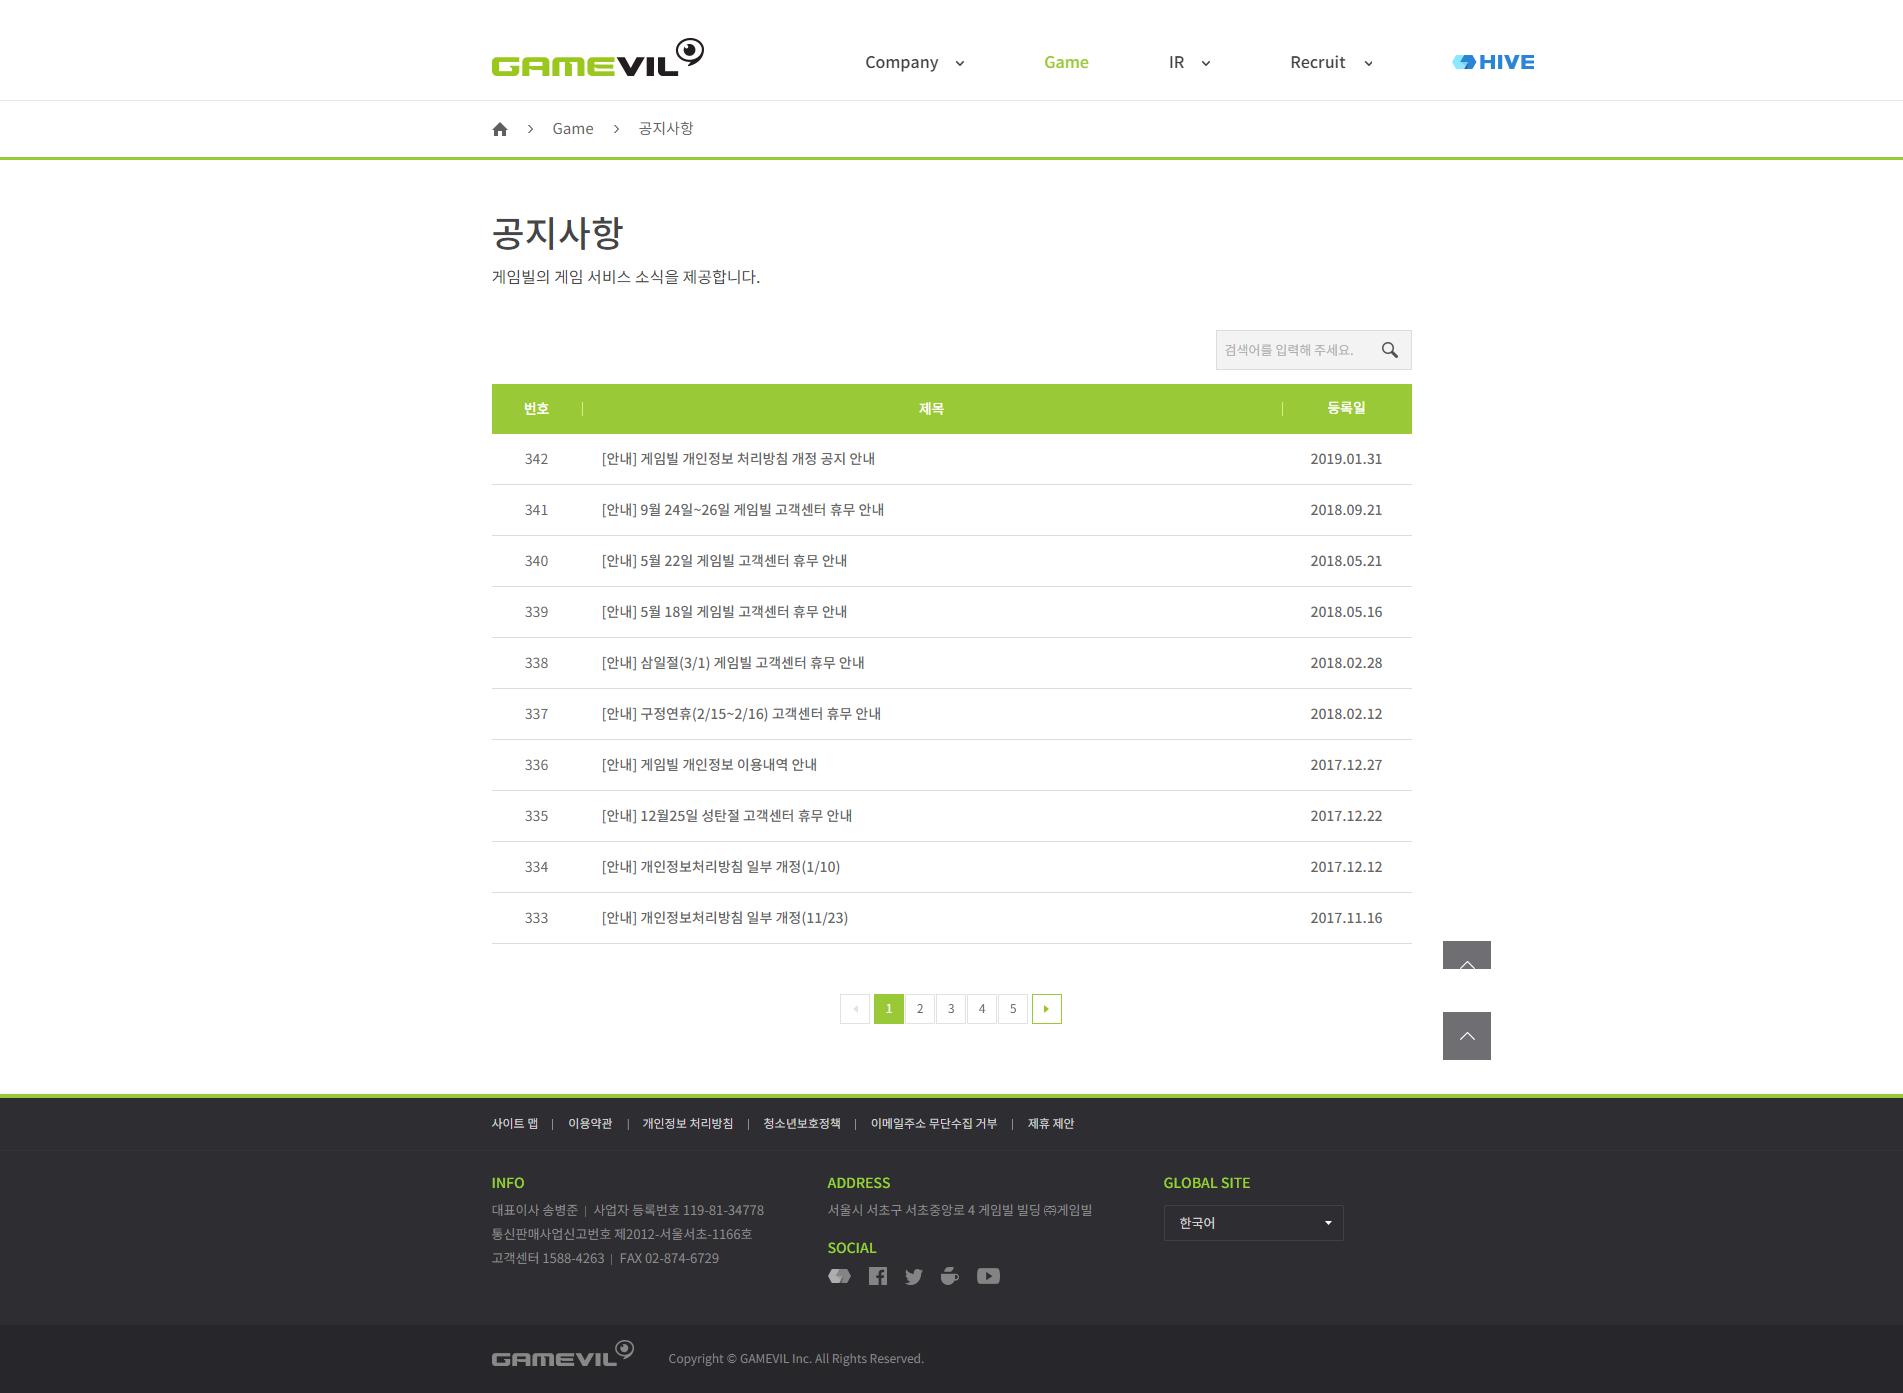 GAMEVIL
Company
Game
IR
Recruit
HIVE
Game
공지사항
공지사항
게임빌의 게임 서비스 소식을 제공합니다.
검색어를 입력해 주세요.
번호 제목 등록일
342 [안내] 게임빌 개인정보 처리방침 개정 공지 안내 2019.01.31
341 [안내] 9월 24일~26일 게임빌 고객센터 휴무 안내 2018.09.21
340 [안내] 5월 22일 게임빌 고객센터 휴무 안내 2018.05.21
339 [안내] 5월 18일 게임빌 고객센터 휴무 안내 2018.05.16
338 [안내] 삼일절(3/1) 게임빌 고객센터 휴무 안내 2018.02.28
337 [안내] 구정연휴(2/15~2/16) 고객센터 휴무 안내 2018.02.12
336 [안내] 게임빌 개인정보 이용내역 안내 2017.12.27
335 [안내] 12월25일 성탄절 고객센터 휴무 안내 2017.12.22
334 [안내] 개인정보처리방침 일부 개정(1/10) 2017.12.12
333 [안내] 개인정보처리방침 일부 개정(11/23) 2017.11.16
1 2 3 4 5
사이트 맵 | 이용약관 | 개인정보 처리방침 | 청소년보호정책 | 이메일주소 무단수집 거부 | 제휴 제안
INFO
대표이사 송병준 | 사업자 등록번호 119-81-34778
통신판매사업신고번호 제2012-서울서초-1166호
고객센터 1588-4263 | FAX 02-874-6729
ADDRESS
서울시 서초구 서초중앙로 4 게임빌 빌딩 ㈜게임빌
SOCIAL
GLOBAL SITE
한국어
GAMEVIL
Copyright © GAMEVIL Inc. All Rights Reserved.